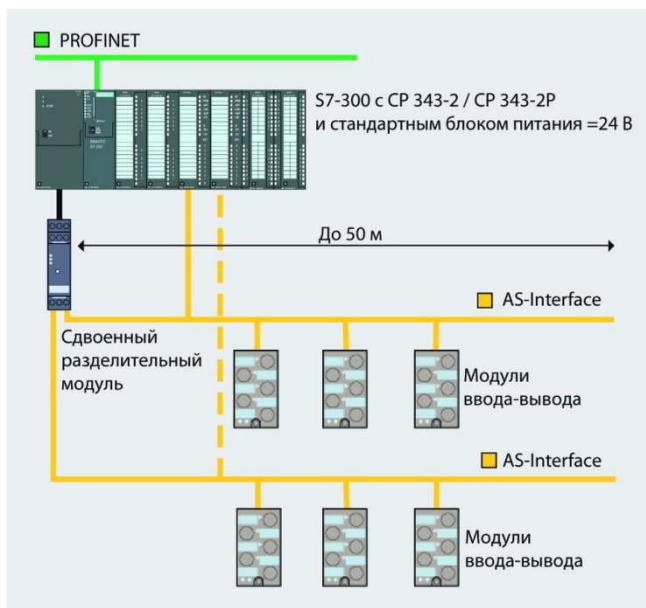 PROFINET
S7-300 с CP 343-2 / CP 343-2P
и стандартным блоком питания =24 В
До 50 м
AS-Interface
Сдвоенный
разделительный
модуль
Модули
ввода-вывода
AS-Interface
Модули
ввода-вывода